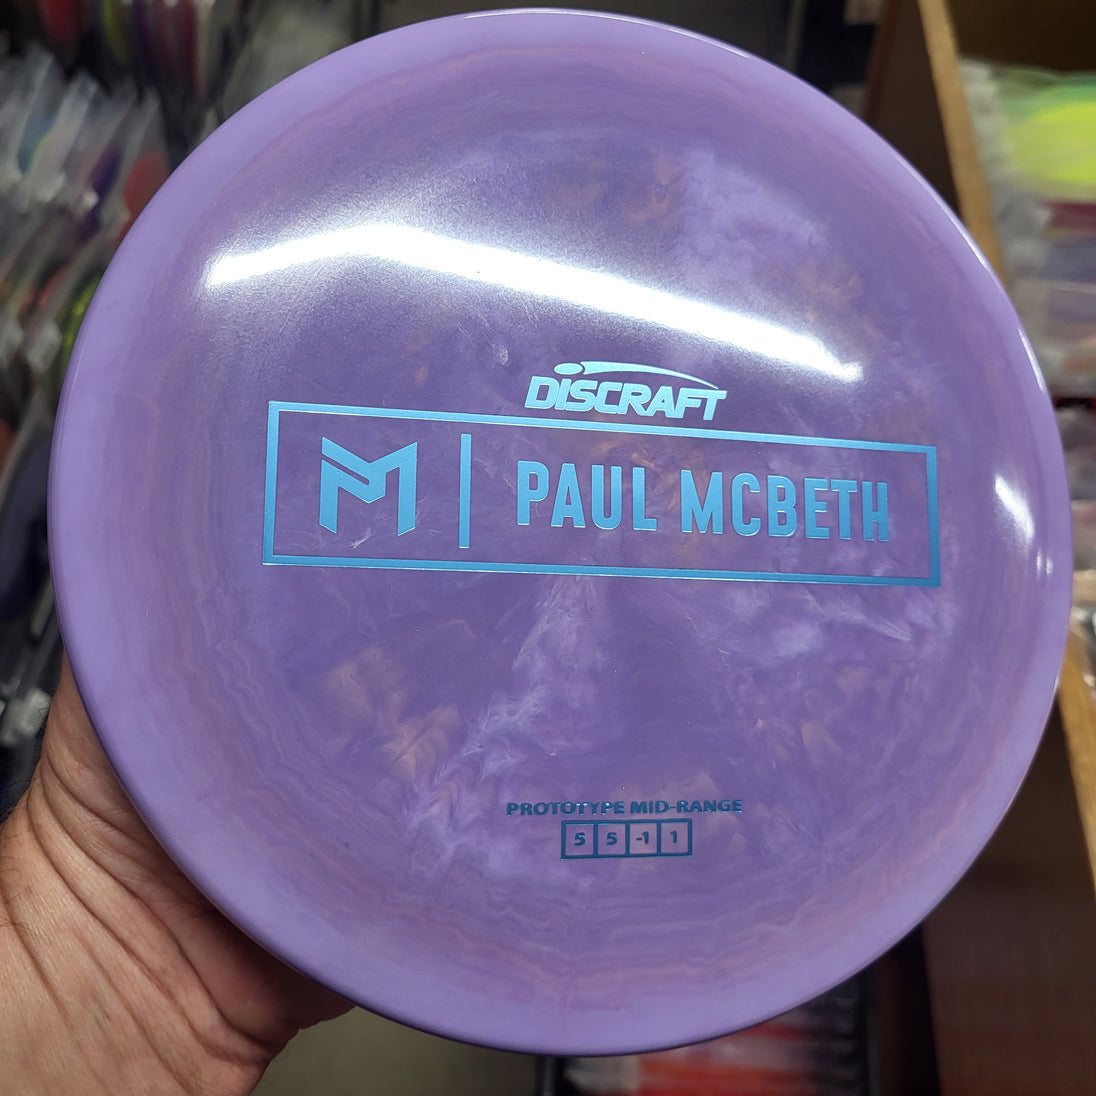 DISCRAFT
M | PAUL MCBETH
PROTOTYPE MID-RANGE
5 5 -1 1